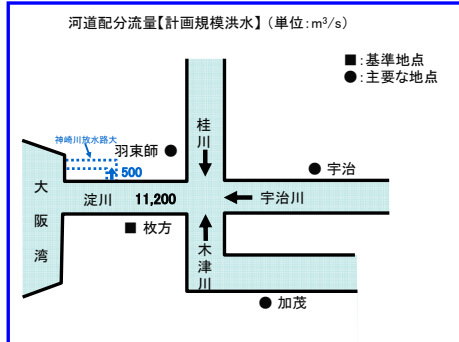 河道配分流量【計画規模洪水】（単位：m³/s）
■：基準地点
●：主要な地点
神崎川放水路大
羽束師 ●
桂川
500
● 宇治
大阪湾
淀川 11,200
宇治川
■ 枚方
木津川
● 加茂